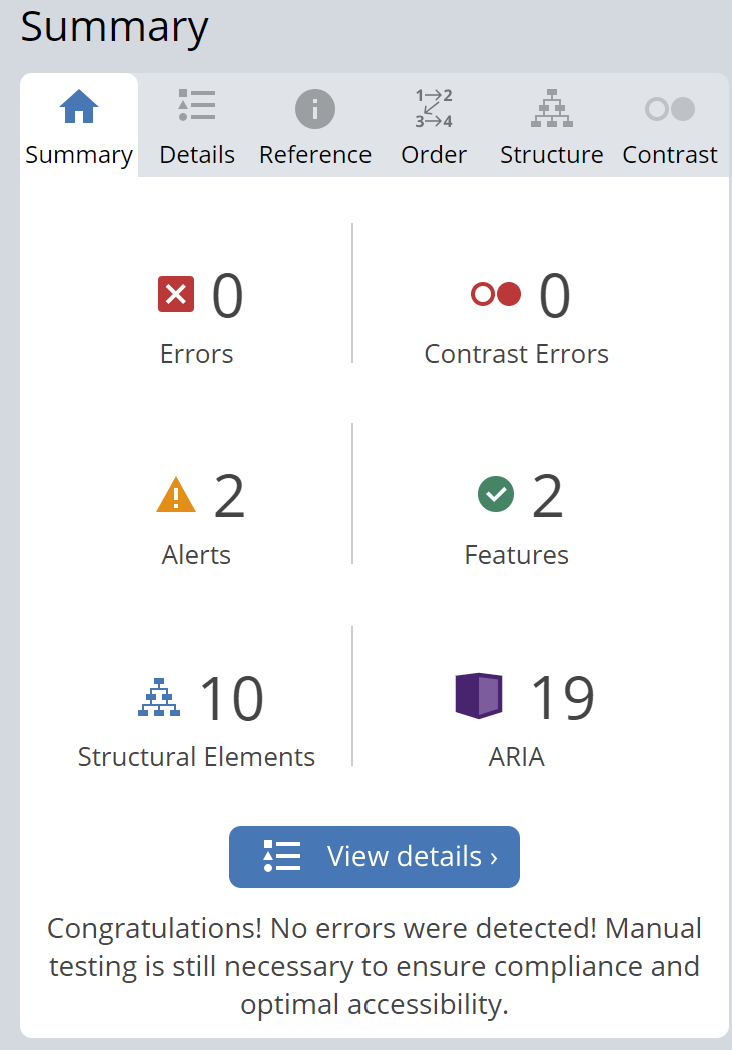 Summary
Summary Details Reference Order Structure Contrast
1→2
3→4
0
Errors
0
Contrast Errors
2
Alerts
2
Features
10
Structural Elements
19
ARIA
View details ›
Congratulations! No errors were detected! Manual
testing is still necessary to ensure compliance and
optimal accessibility.